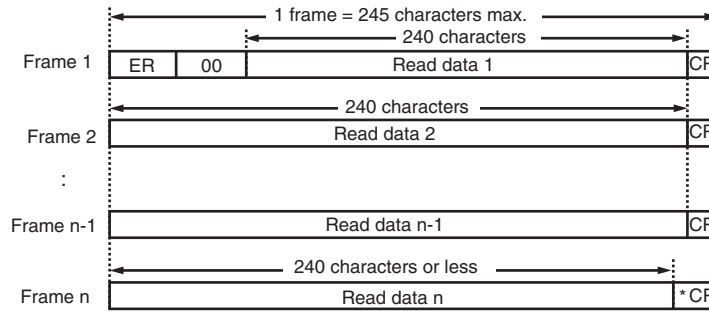 1 frame = 245 characters max.
240 characters
Frame 1 ER 00 Read data 1 CR
240 characters
Frame 2 Read data 2 CR
:
Frame n-1 Read data n-1 CR
240 characters or less
Frame n Read data n * CR